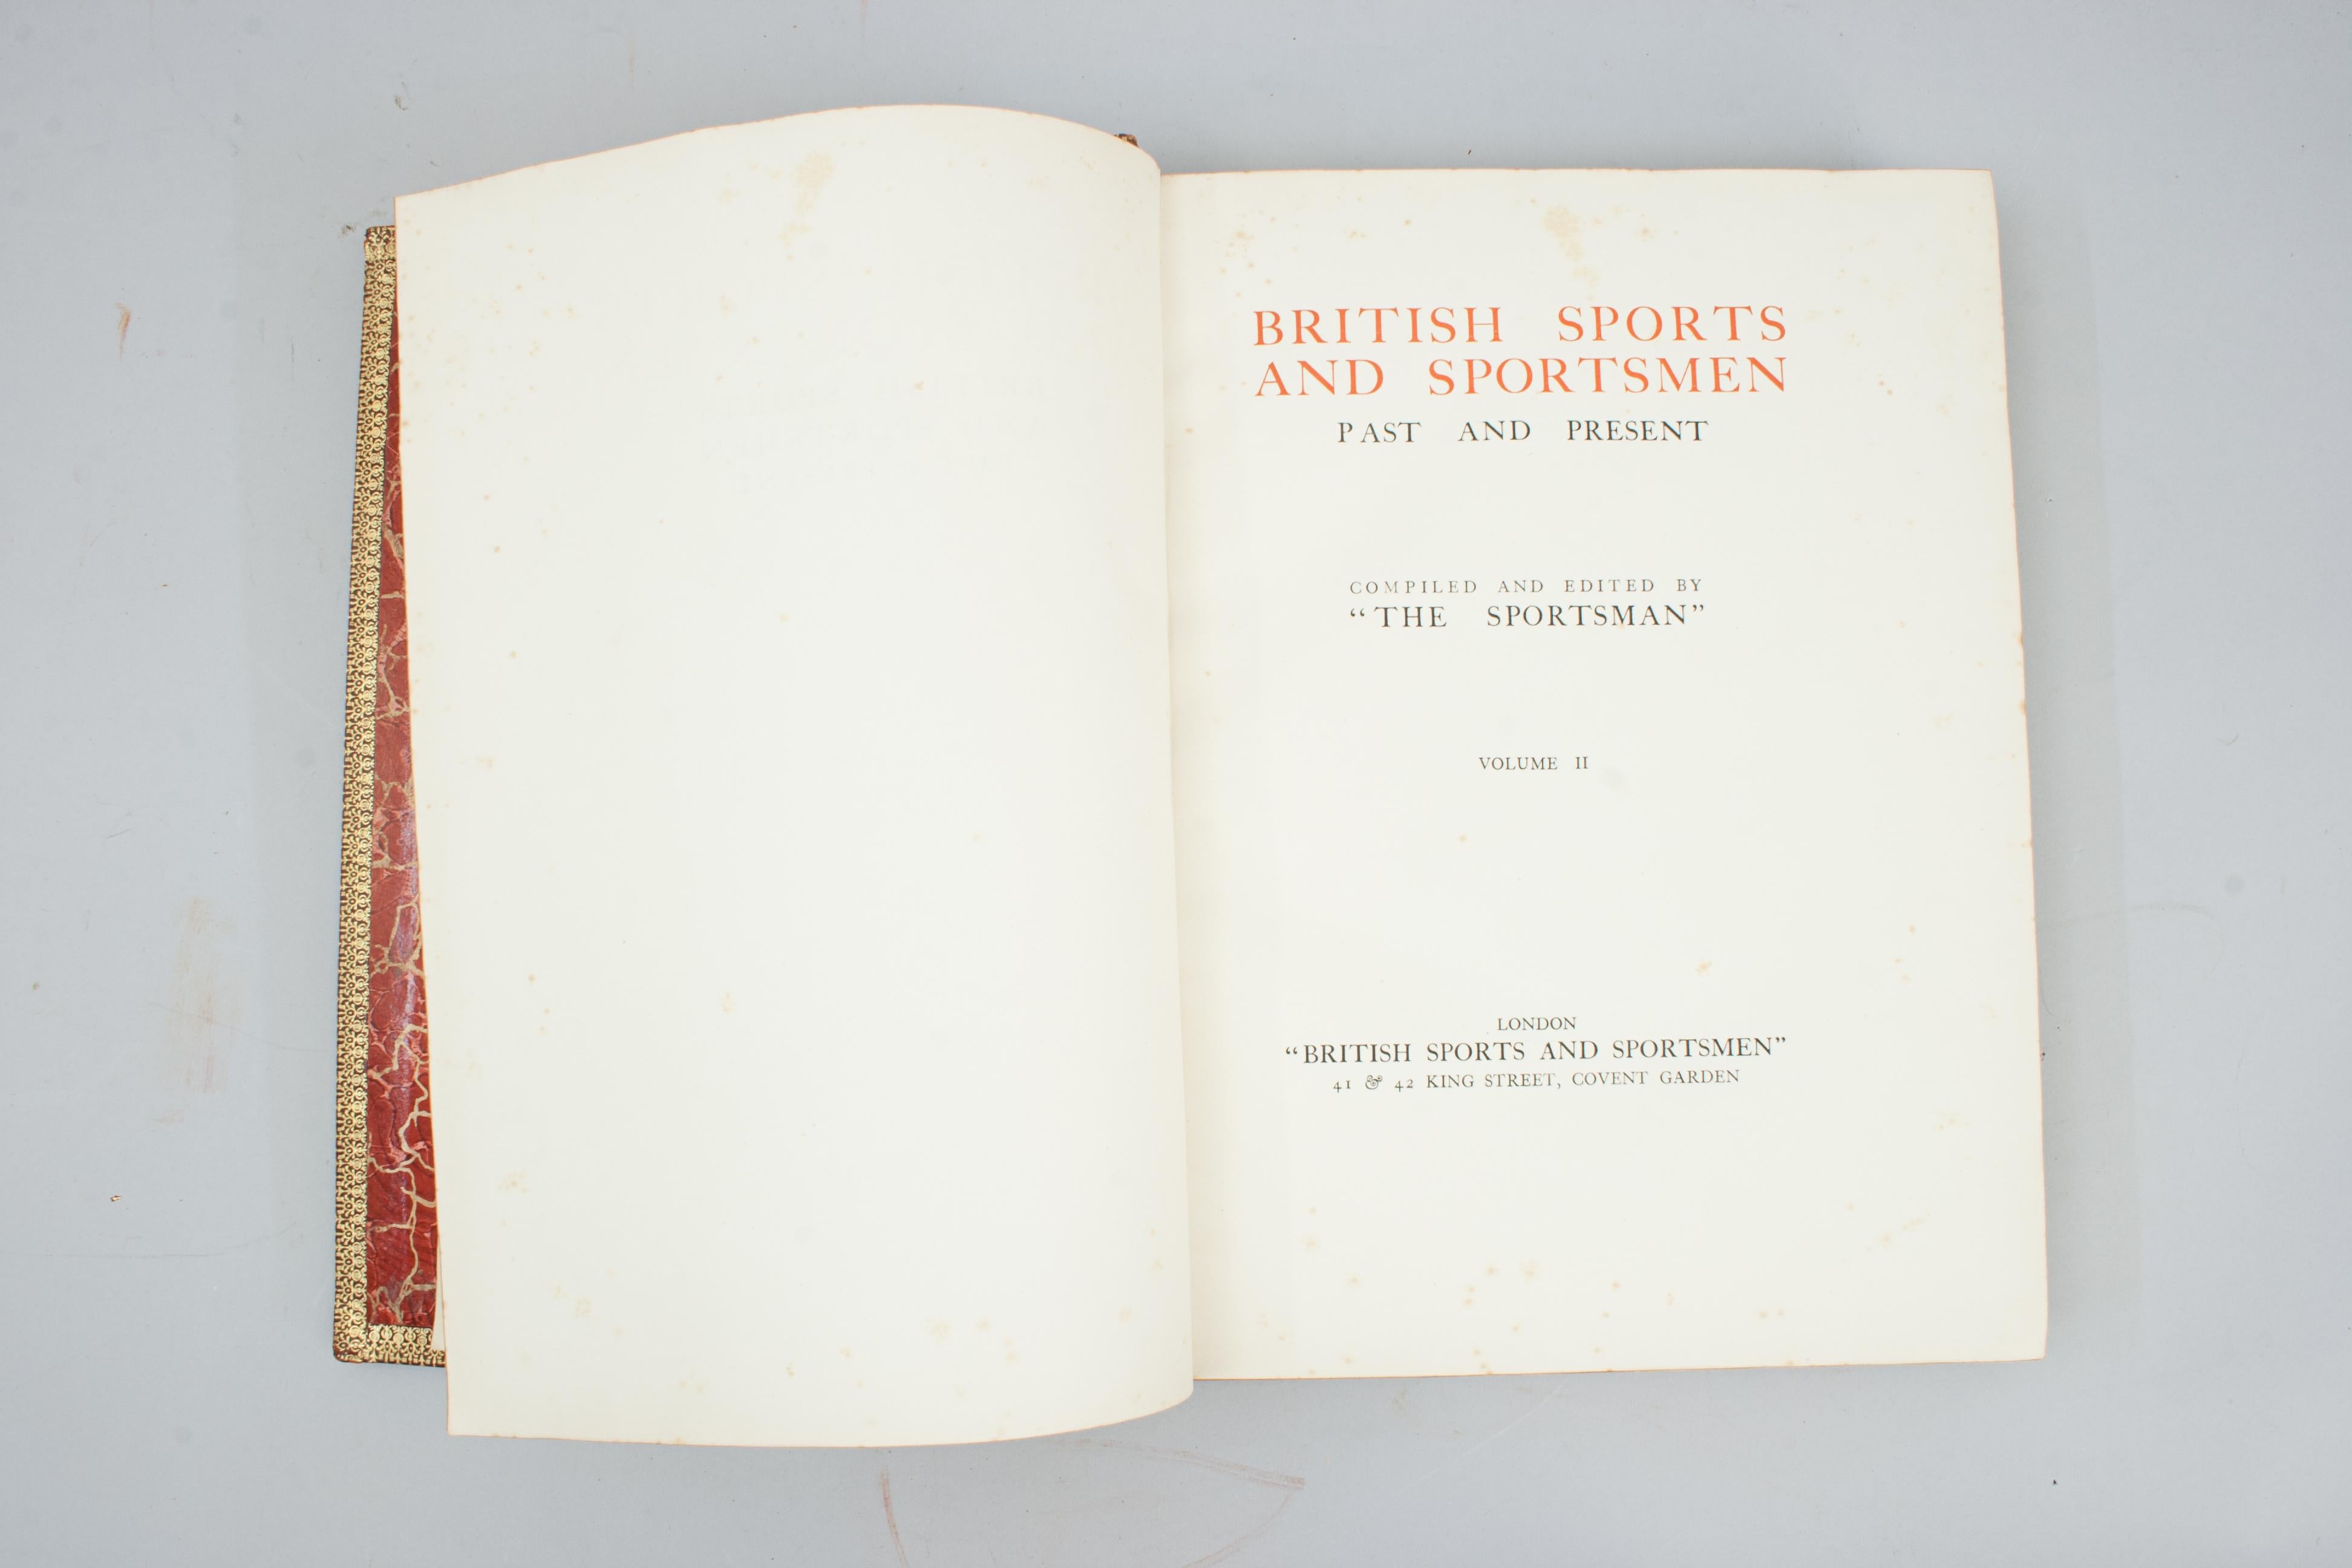 BRITISH SPORTS
AND SPORTSMEN
PAST AND PRESENT
COMPILED AND EDITED BY
“THE SPORTSMAN”
VOLUME II
LONDON
“BRITISH SPORTS AND SPORTSMEN”
41 & 42 KING STREET, COVENT GARDEN